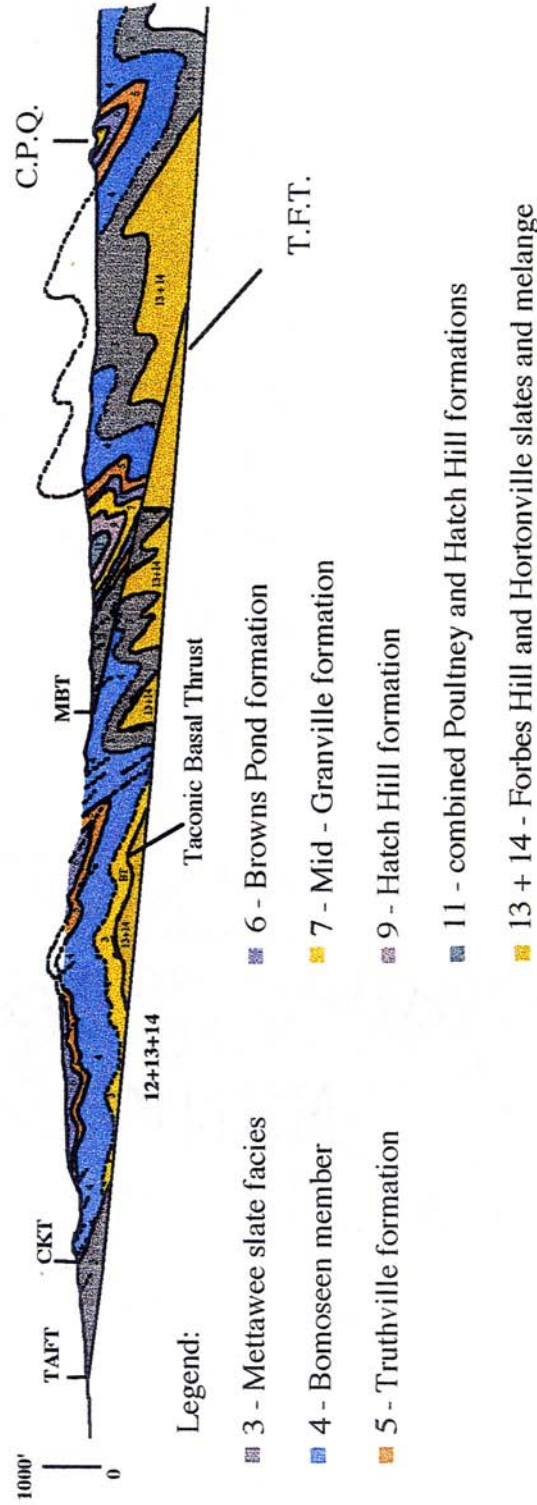 C.P.Q.
T.F.T.
MBT
Taconic Basal Thrust
CKT
TAFT
1000'
0
13+14
13+14
13+14
13+14
12+13+14
Legend:
3 - Mettawee slate facies
4 - Bomoseen member
5 - Truthville formation
6 - Browns Pond formation
7 - Mid - Granville formation
9 - Hatch Hill formation
11 - combined Poultney and Hatch Hill formations
13 + 14 - Forbes Hill and Hortonville slates and melange